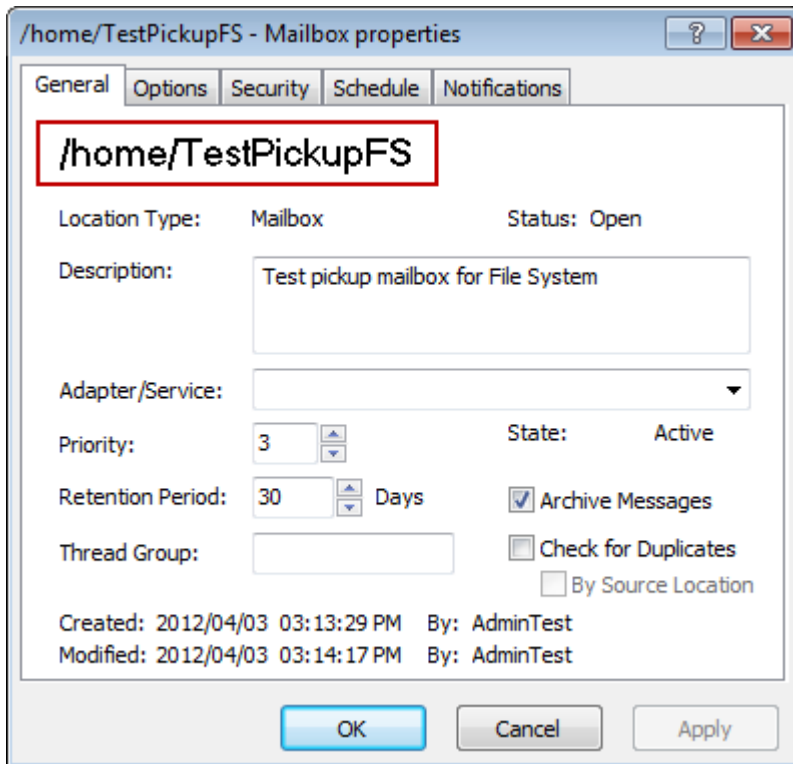 /home/TestPickupFS - Mailbox properties
General Options Security Schedule Notifications
/home/TestPickupFS
Location Type: Mailbox Status: Open
Description: Test pickup mailbox for File System
Adapter/Service:
Priority: 3 State: Active
Retention Period: 30 Days Archive Messages
Thread Group: Check for Duplicates
By Source Location
Created: 2012/04/03 03:13:29 PM By: AdminTest
Modified: 2012/04/03 03:14:17 PM By: AdminTest
OK Cancel Apply